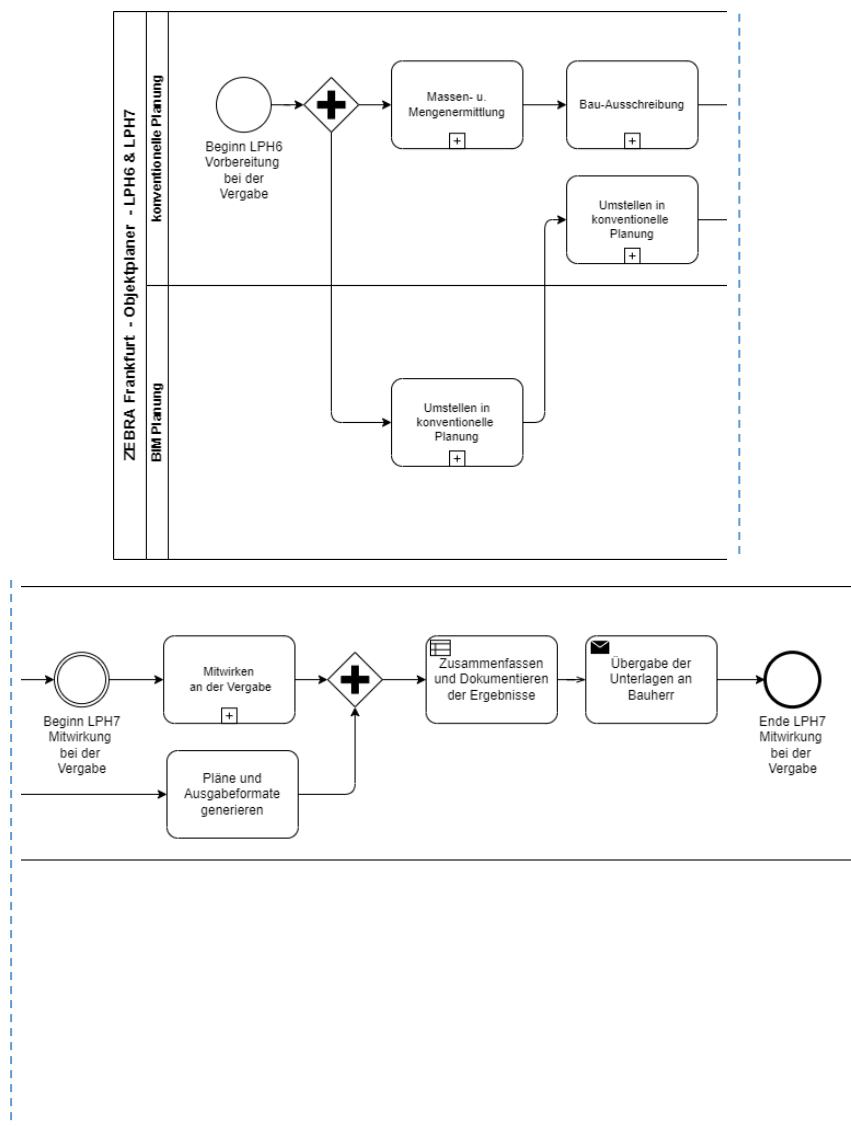 ZEBRA Frankfurt - Objektplaner - LPH6 & LPH7
konventionelle Planung
Beginn LPH6
Vorbereitung
bei der
Vergabe
Massen- u.
Mengenermittlung
Bau-Ausschreibung
Umstellen in
konventionelle
Planung
BIM Planung
Umstellen in
konventionelle
Planung
Beginn LPH7
Mitwirkung
bei der
Vergabe
Mitwirken
an der Vergabe
Pläne und
Ausgabeformate
generieren
Zusammenfassen
und Dokumentieren
der Ergebnisse
Übergabe der
Unterlagen an
Bauherr
Ende LPH7
Mitwirkung
bei der
Vergabe